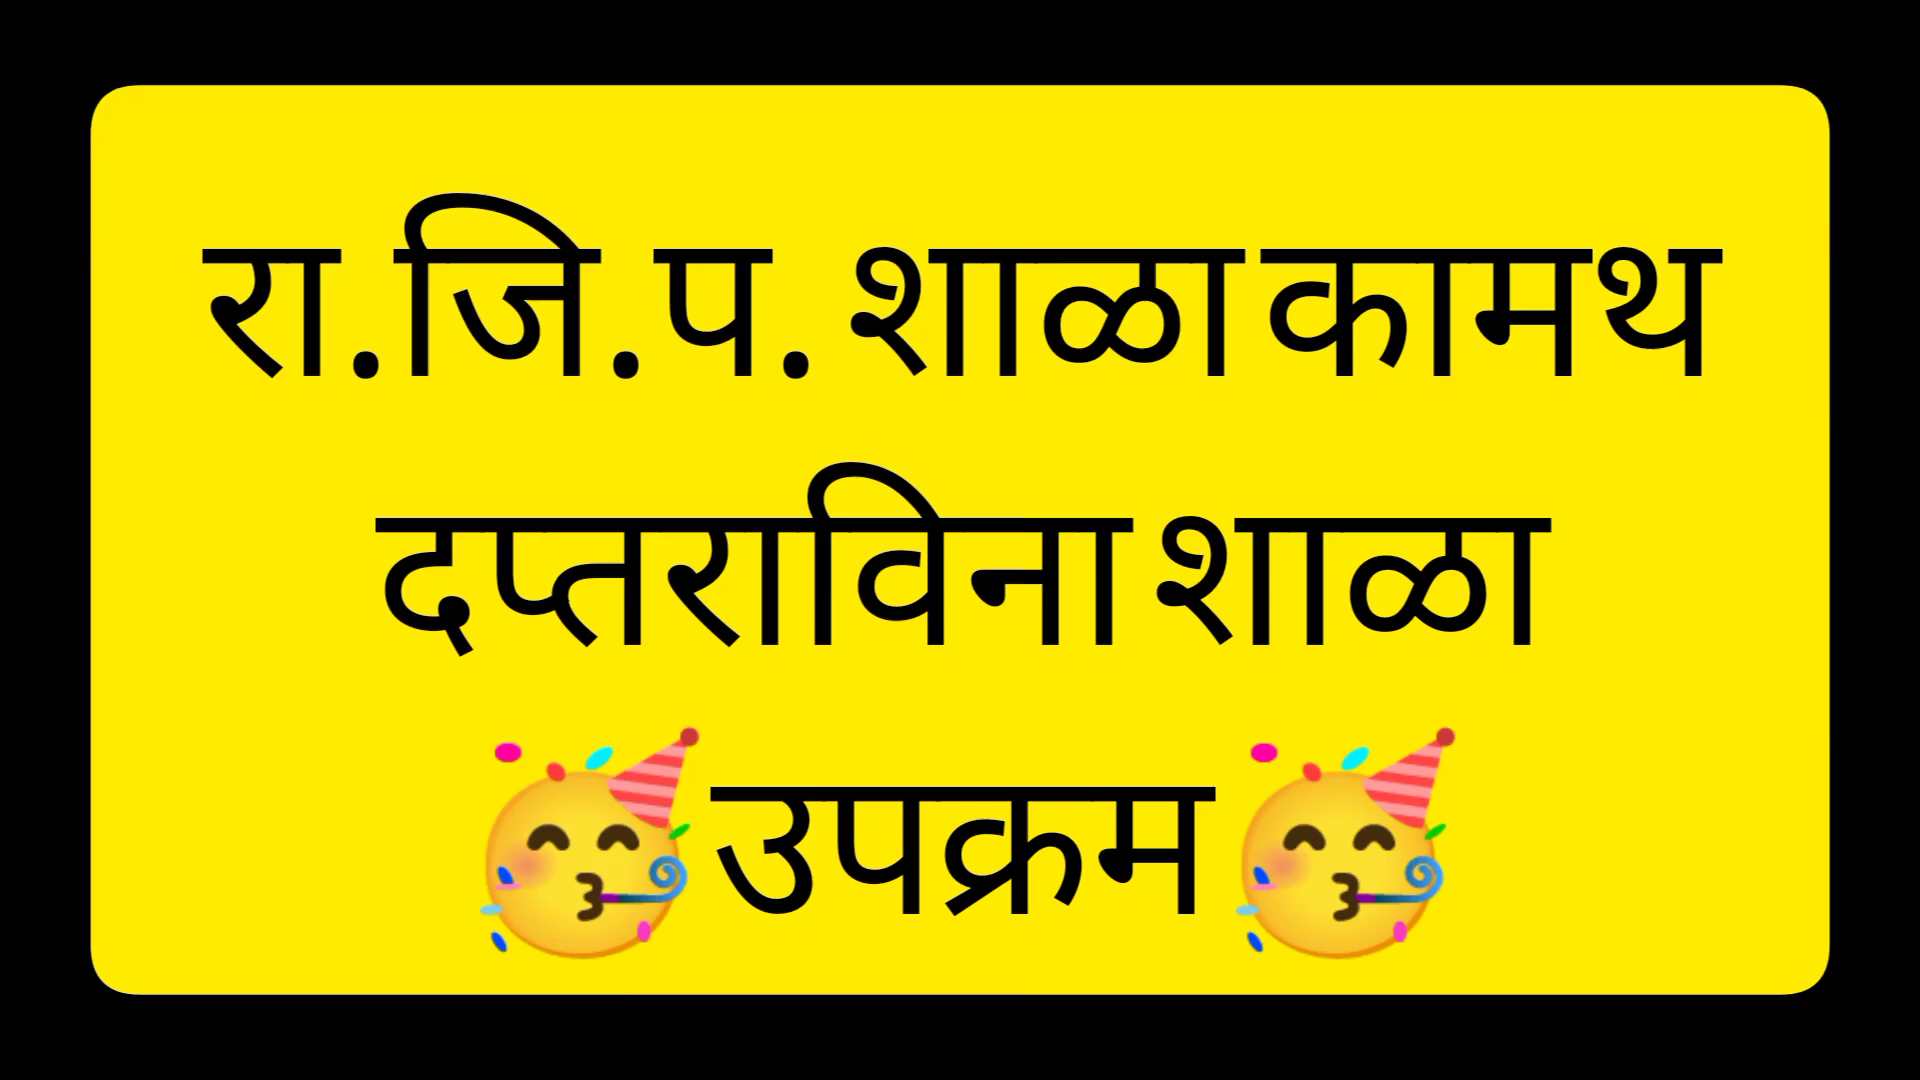 रा.जि.प. शाळा कामथ
दप्तराविना शाळा
🥳उपक्रम🥳